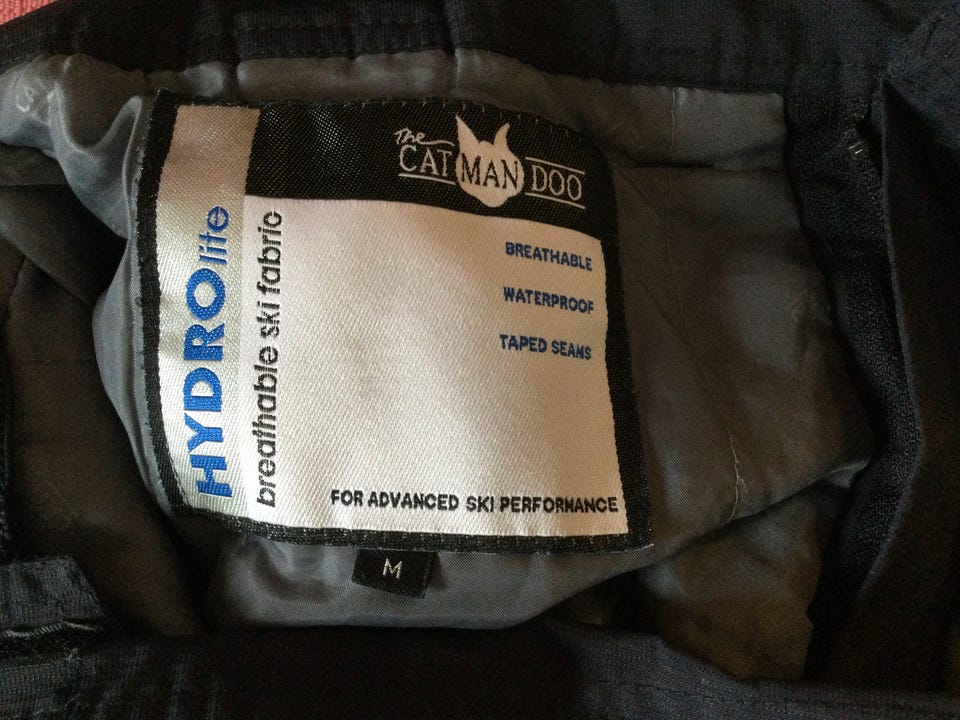 The
CAT MAN DOO
HYDROlite
breathable ski fabric
BREATHABLE
WATERPROOF
TAPED SEAMS
FOR ADVANCED SKI PERFORMANCE
M